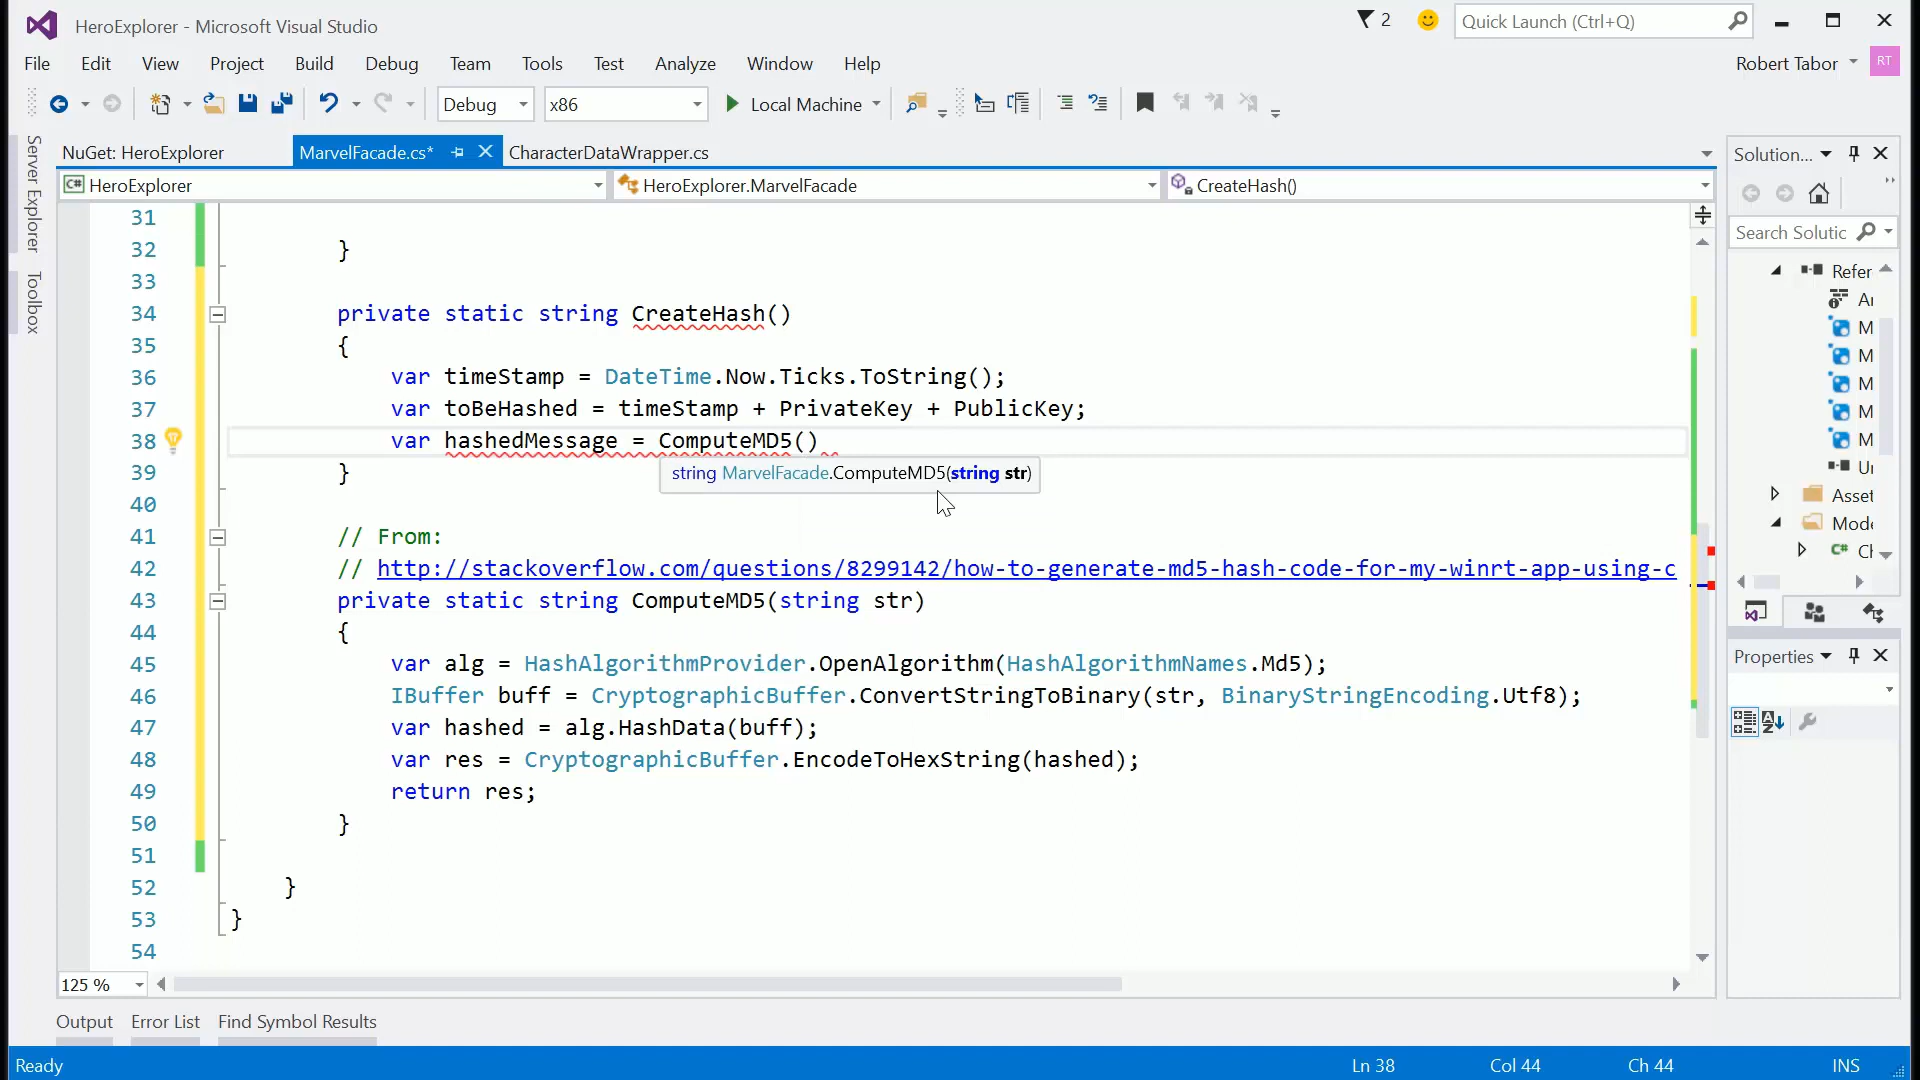 HeroExplorer - Microsoft Visual Studio
2
Quick Launch (Ctrl+Q)
File Edit View Project Build Debug Team Tools Test Analyze Window Help
Robert Tabor RT
Debug x86 Local Machine
Server Explorer
Toolbox
NuGet: HeroExplorer MarvelFacade.cs* CharacterDataWrapper.cs
C# HeroExplorer HeroExplorer.MarvelFacade CreateHash()
31
32 }
33
34 private static string CreateHash()
35 {
36 var timeStamp = DateTime.Now.Ticks.ToString();
37 var toBeHashed = timeStamp + PrivateKey + PublicKey;
38 var hashedMessage = ComputeMD5()
39 }
string MarvelFacade.ComputeMD5(string str)
40
41 // From:
42 // http://stackoverflow.com/questions/8299142/how-to-generate-md5-hash-code-for-my-winrt-app-using-c
43 private static string ComputeMD5(string str)
44 {
45 var alg = HashAlgorithmProvider.OpenAlgorithm(HashAlgorithmNames.Md5);
46 IBuffer buff = CryptographicBuffer.ConvertStringToBinary(str, BinaryStringEncoding.Utf8);
47 var hashed = alg.HashData(buff);
48 var res = CryptographicBuffer.EncodeToHexString(hashed);
49 return res;
50 }
51
52 }
53 }
54
125 %
Solution...
Search Solutic
Refer
M
M
M
M
M
Asset
Properties
Output Error List Find Symbol Results
Ready Ln 38 Col 44 Ch 44 INS